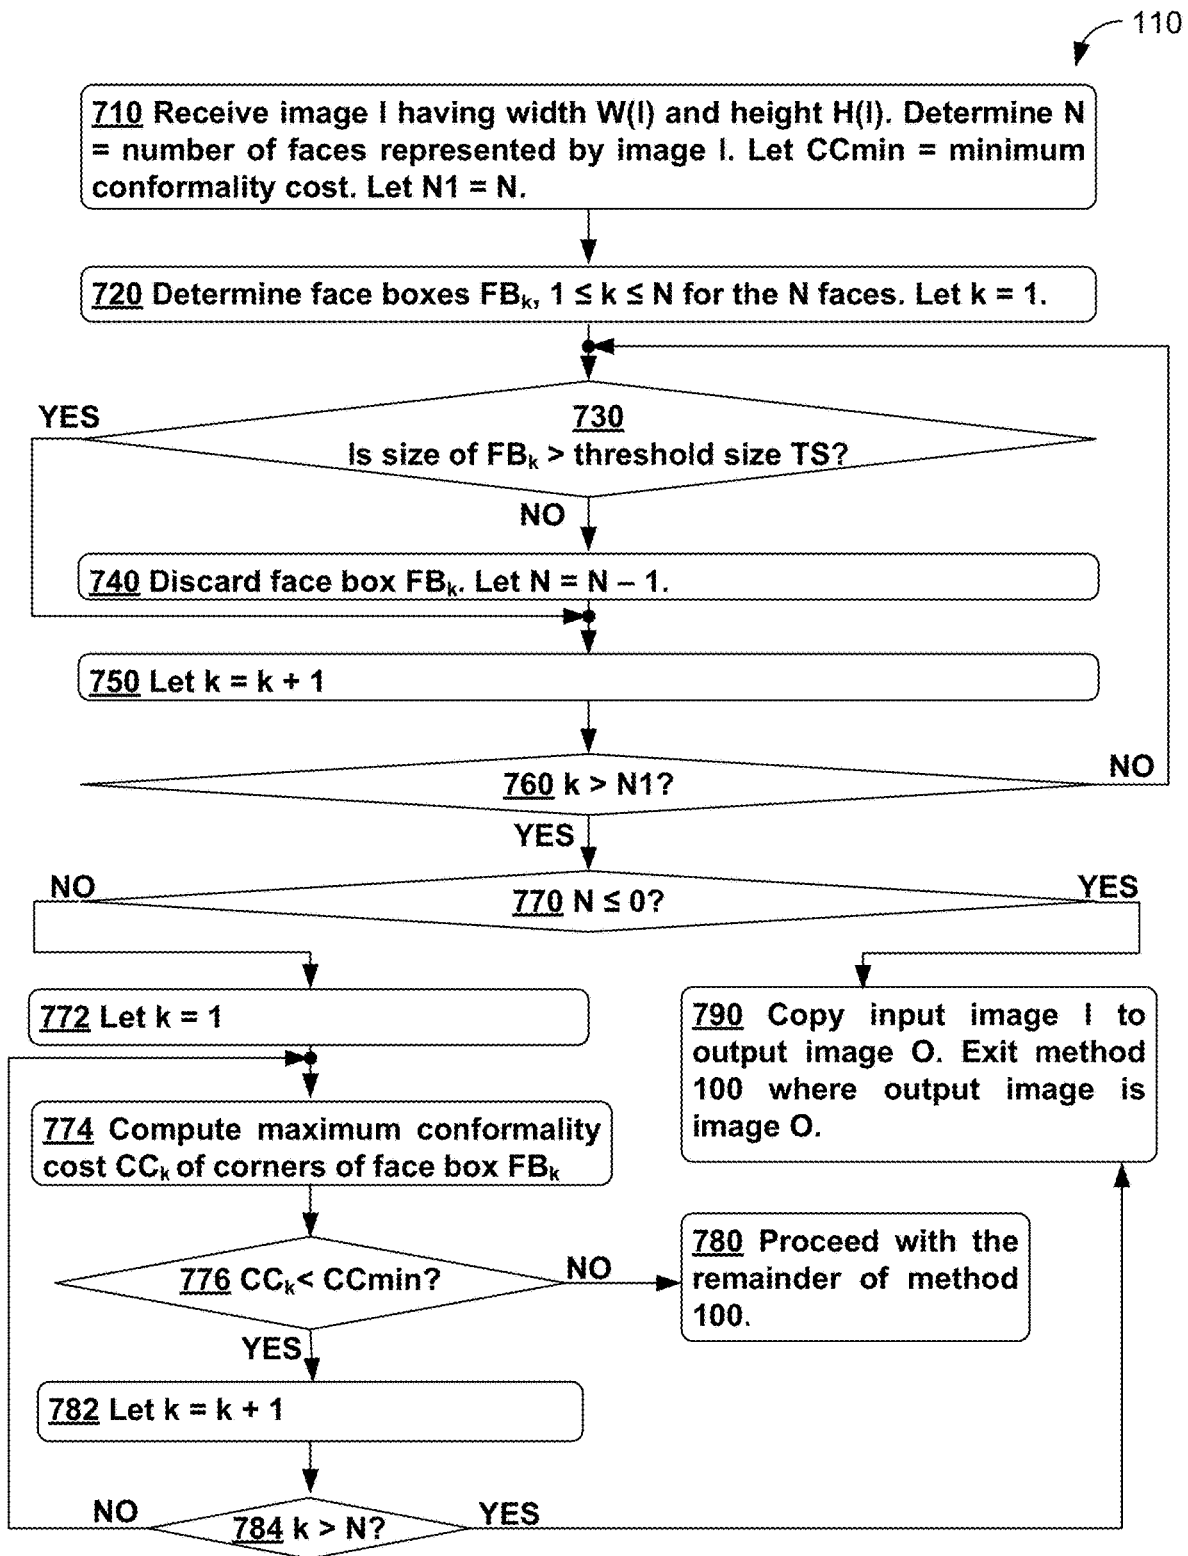 110
710 Receive image I having width W(I) and height H(I). Determine N
= number of faces represented by image I. Let CCmin = minimum
conformality cost. Let N1 = N.
720 Determine face boxes FBk, 1 ≤ k ≤ N for the N faces. Let k = 1.
YES
730
Is size of FBk > threshold size TS?
NO
740 Discard face box FBk. Let N = N – 1.
750 Let k = k + 1
760 k > N1?
NO
YES
NO
770 N ≤ 0?
YES
772 Let k = 1
790 Copy input image I to
output image O. Exit method
100 where output image is
image O.
774 Compute maximum conformality
cost CCk of corners of face box FBk
776 CCk< CCmin?
NO
780 Proceed with the
remainder of method
100.
YES
782 Let k = k + 1
NO
784 k > N?
YES